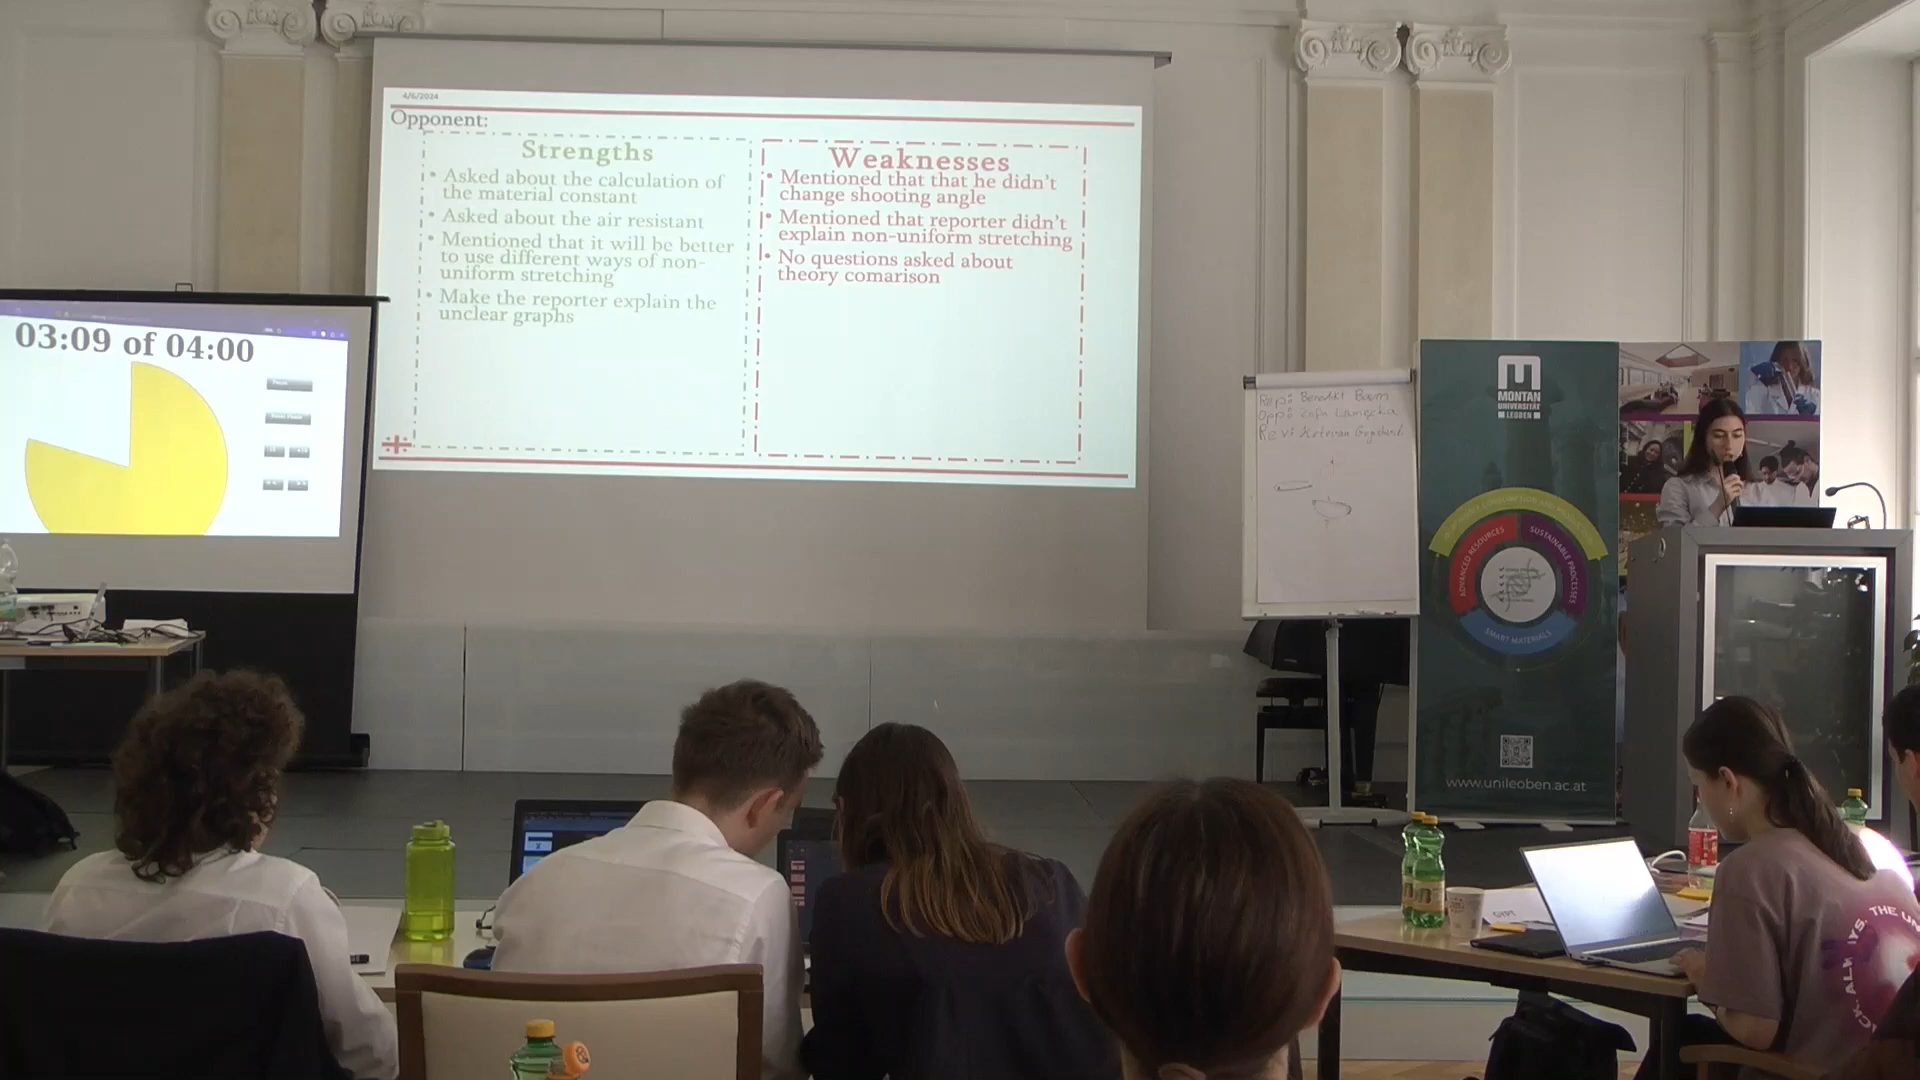 4/6/2024
Opponent:
Strengths
• Asked about the calculation of
the material constant
• Asked about the air resistant
• Mentioned that it will be better
to use different ways of non-
uniform stretching
• Make the reporter explain the
unclear graphs
Weaknesses
• Mentioned that that he didn't
change shooting angle
• Mentioned that reporter didn't
explain non-uniform stretching
• No questions asked about
theory comarison
03:09 of 04:00
Rep: Benedikt
Opp:
Rev:
MONTAN
UNIVERSITÄT
LEOBEN
ADVANCED RESOURCES
SUSTAINABLE PROCESSES
SMART MATERIALS
www.unileoben.ac.at